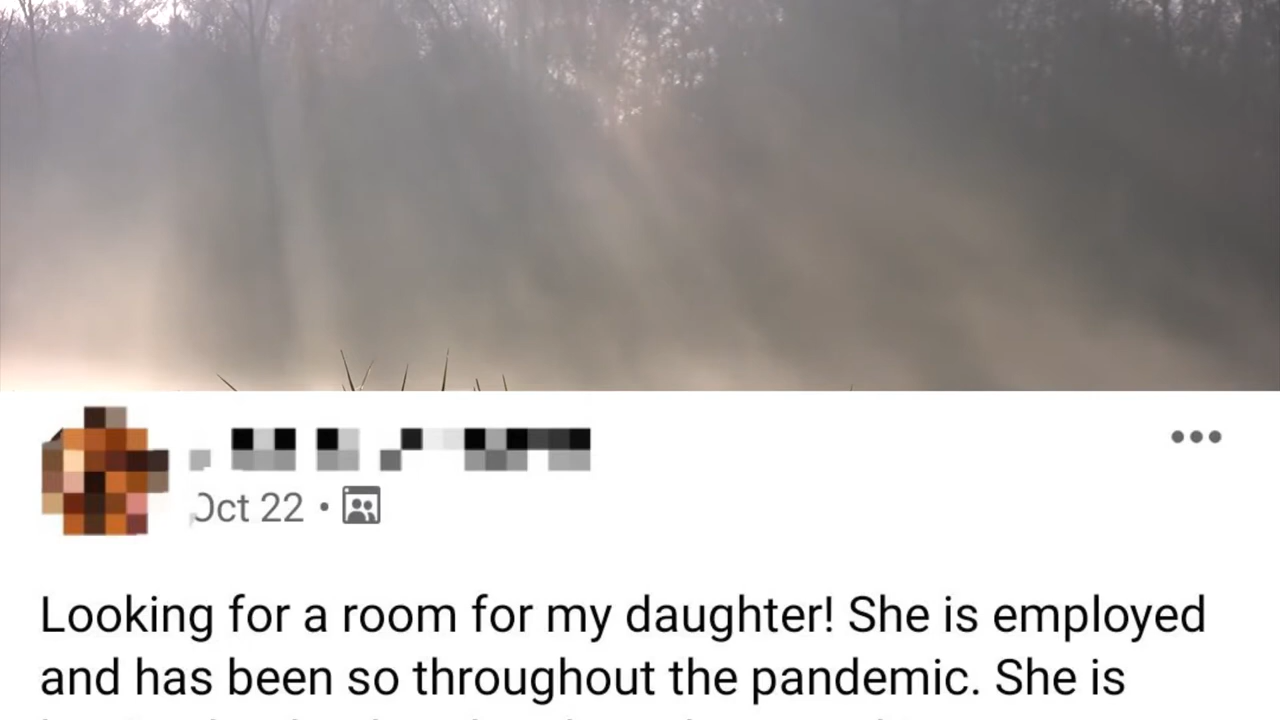 Oct 22 •
Looking for a room for my daughter! She is employed
and has been so throughout the pandemic. She is